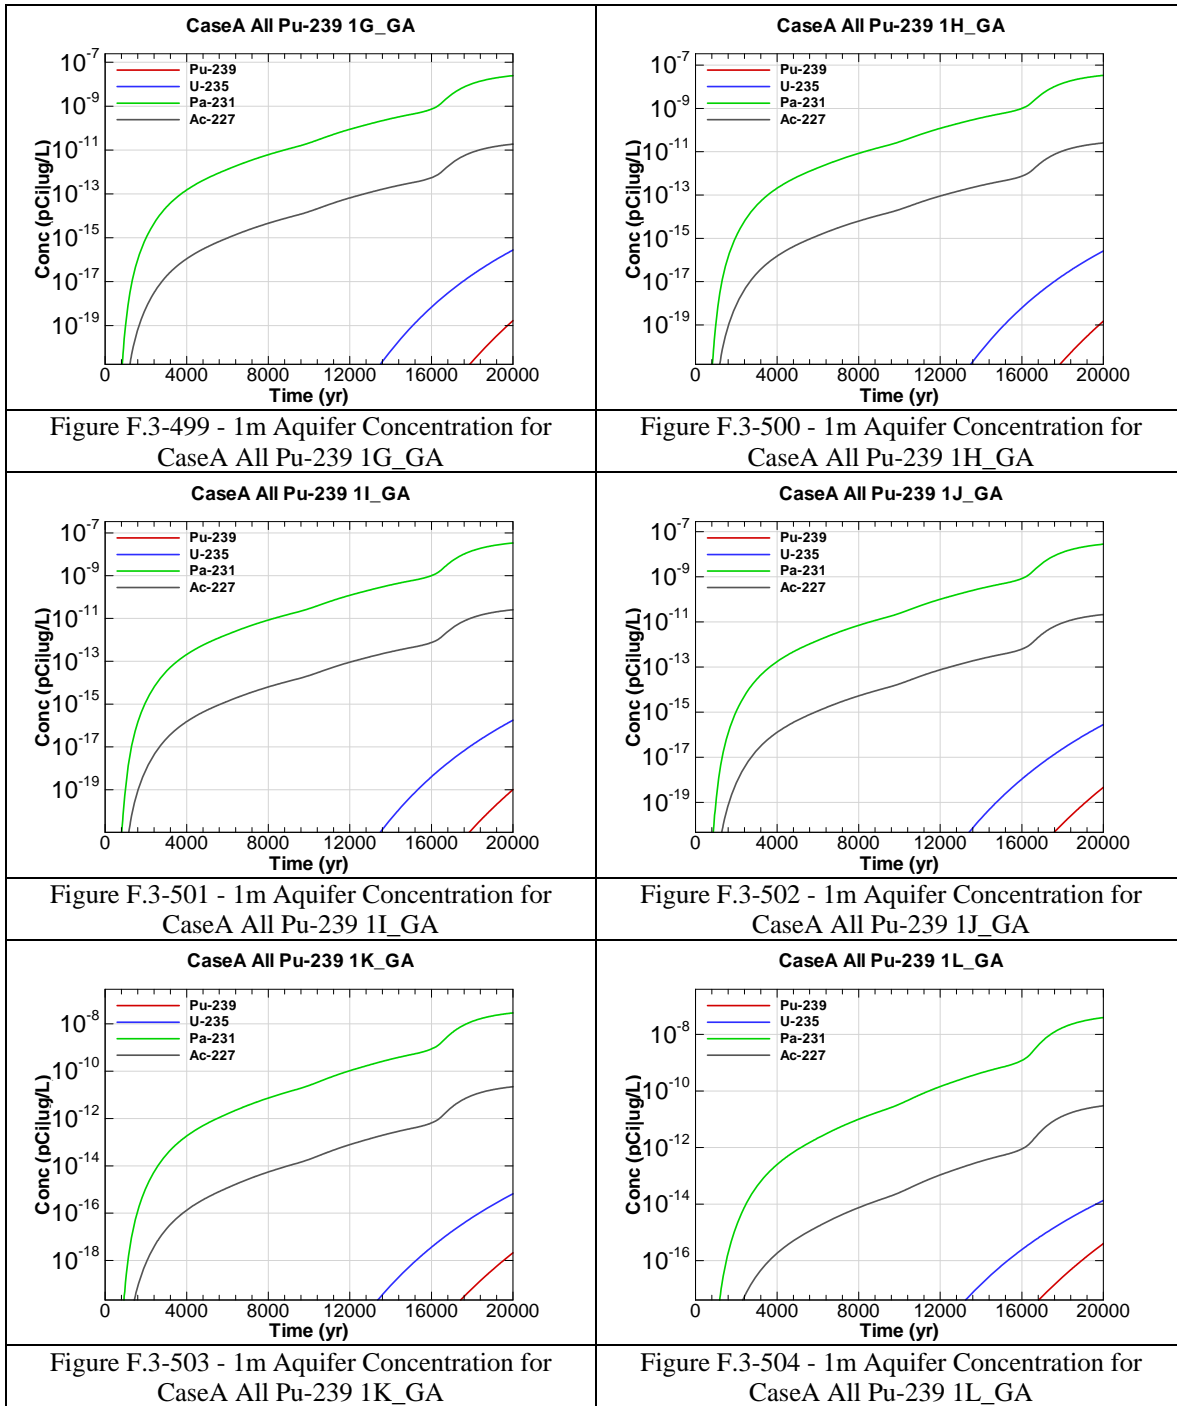 CaseA All Pu-239 1G_GA
Conc (pCi|ug/L)
10-7
10-9
10-11
10-13
10-15
10-17
10-19
Pu-239
U-235
Pa-231
Ac-227
0 4000 8000 12000 16000 20000
Time (yr)
Figure F.3-499 - 1m Aquifer Concentration for
CaseA All Pu-239 1G_GA
CaseA All Pu-239 1H_GA
Conc (pCi|ug/L)
10-7
10-9
10-11
10-13
10-15
10-17
10-19
Pu-239
U-235
Pa-231
Ac-227
0 4000 8000 12000 16000 20000
Time (yr)
Figure F.3-500 - 1m Aquifer Concentration for
CaseA All Pu-239 1H_GA
CaseA All Pu-239 1I_GA
Conc (pCi|ug/L)
10-7
10-9
10-11
10-13
10-15
10-17
10-19
Pu-239
U-235
Pa-231
Ac-227
0 4000 8000 12000 16000 20000
Time (yr)
Figure F.3-501 - 1m Aquifer Concentration for
CaseA All Pu-239 1I_GA
CaseA All Pu-239 1J_GA
Conc (pCi|ug/L)
10-7
10-9
10-11
10-13
10-15
10-17
10-19
Pu-239
U-235
Pa-231
Ac-227
0 4000 8000 12000 16000 20000
Time (yr)
Figure F.3-502 - 1m Aquifer Concentration for
CaseA All Pu-239 1J_GA
CaseA All Pu-239 1K_GA
Conc (pCi|ug/L)
10-8
10-10
10-12
10-14
10-16
10-18
Pu-239
U-235
Pa-231
Ac-227
0 4000 8000 12000 16000 20000
Time (yr)
Figure F.3-503 - 1m Aquifer Concentration for
CaseA All Pu-239 1K_GA
CaseA All Pu-239 1L_GA
Conc (pCi|ug/L)
10-8
10-10
10-12
10-14
10-16
Pu-239
U-235
Pa-231
Ac-227
0 4000 8000 12000 16000 20000
Time (yr)
Figure F.3-504 - 1m Aquifer Concentration for
CaseA All Pu-239 1L_GA